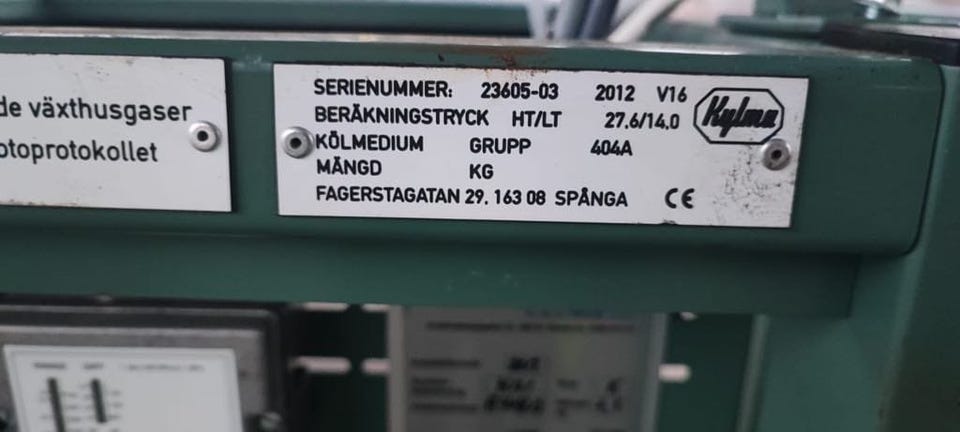 de växthusgaser
otoprotokollet
SERIENUMMER: 23605-03 2012 V16
BERÄKNINGSTRYCK HT/LT 27.6/14.0
KÖLMEDIUM GRUPP 404A
MÄNGD KG
FAGERSTAGATAN 29. 163 08 SPÅNGA CE
Kylma